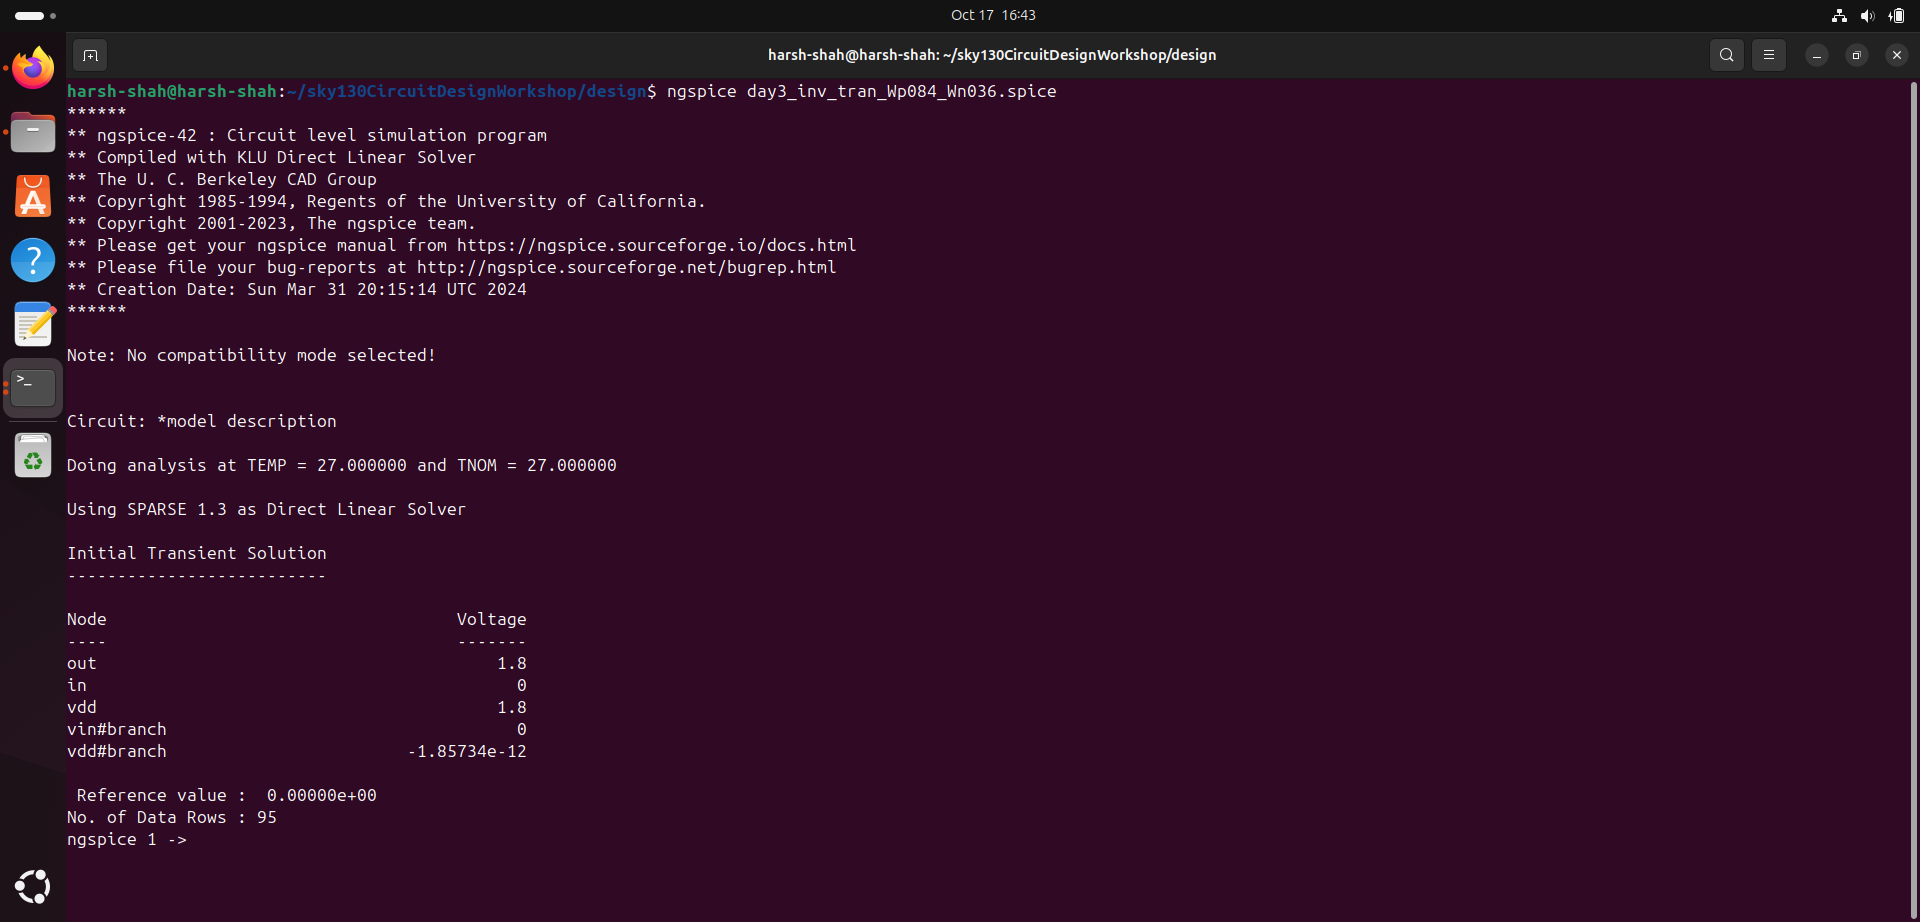 Oct 17  16:43
harsh-shah@harsh-shah: ~/sky130CircuitDesignWorkshop/design
harsh-shah@harsh-shah:~/sky130CircuitDesignWorkshop/design$ ngspice day3_inv_tran_Wp084_Wn036.spice
******
** ngspice-42 : Circuit level simulation program
** Compiled with KLU Direct Linear Solver
** The U. C. Berkeley CAD Group
** Copyright 1985-1994, Regents of the University of California.
** Copyright 2001-2023, The ngspice team.
** Please get your ngspice manual from https://ngspice.sourceforge.io/docs.html
** Please file your bug-reports at http://ngspice.sourceforge.net/bugrep.html
** Creation Date: Sun Mar 31 20:15:14 UTC 2024
******
Note: No compatibility mode selected!
Circuit: *model description
Doing analysis at TEMP = 27.000000 and TNOM = 27.000000
Using SPARSE 1.3 as Direct Linear Solver
Initial Transient Solution
--------------------------
Node                                   Voltage
----                                   -------
out                                        1.8
in                                           0
vdd                                        1.8
vin#branch                                   0
vdd#branch                        -1.85734e-12
 Reference value :  0.00000e+00
No. of Data Rows : 95
ngspice 1 ->